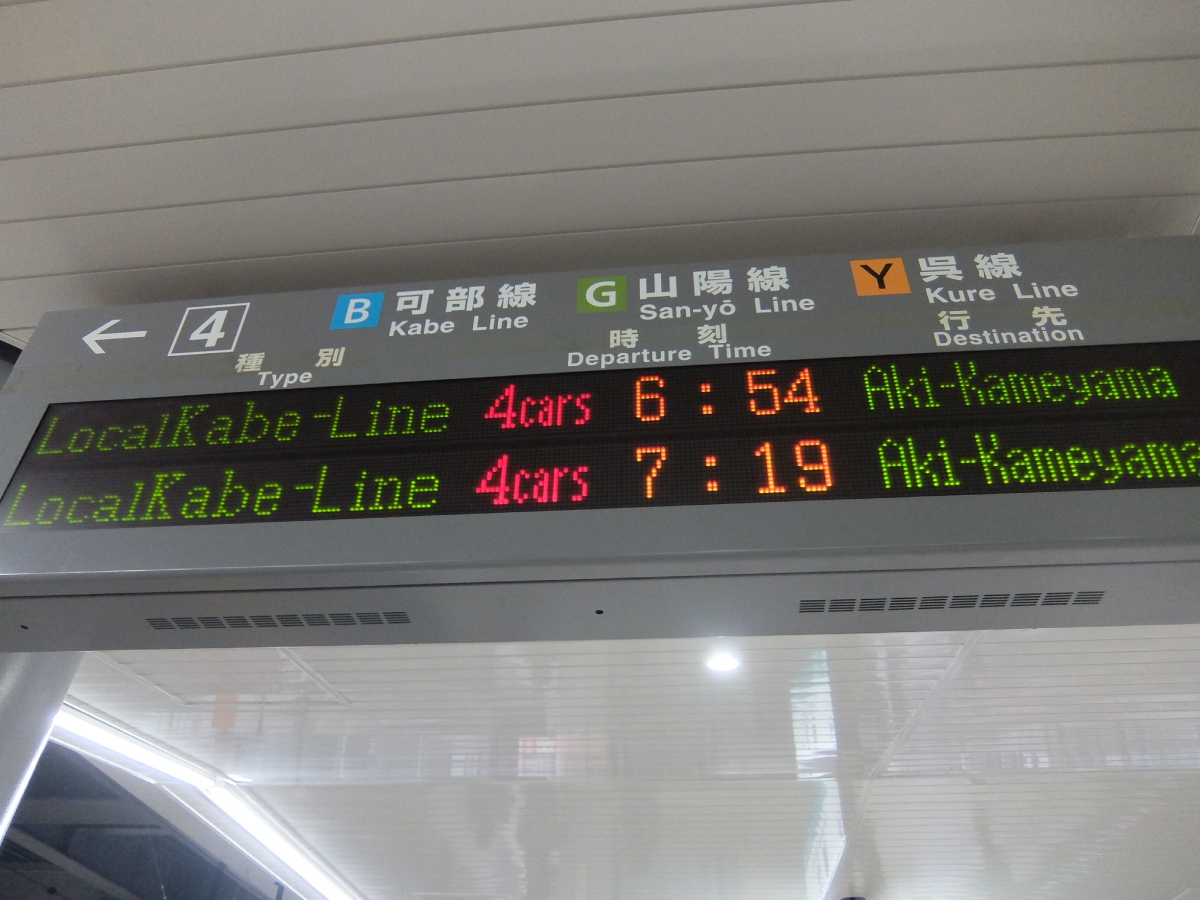 ← 4 B 可部線 G 山陽線 Y 呉線
Kabe Line San-yō Line Kure Line
種別 時刻 行先
Type Departure Time Destination
LocalKabe-Line 4cars 6:54 Aki-Kameyama
LocalKabe-Line 4cars 7:19 Aki-Kameyama